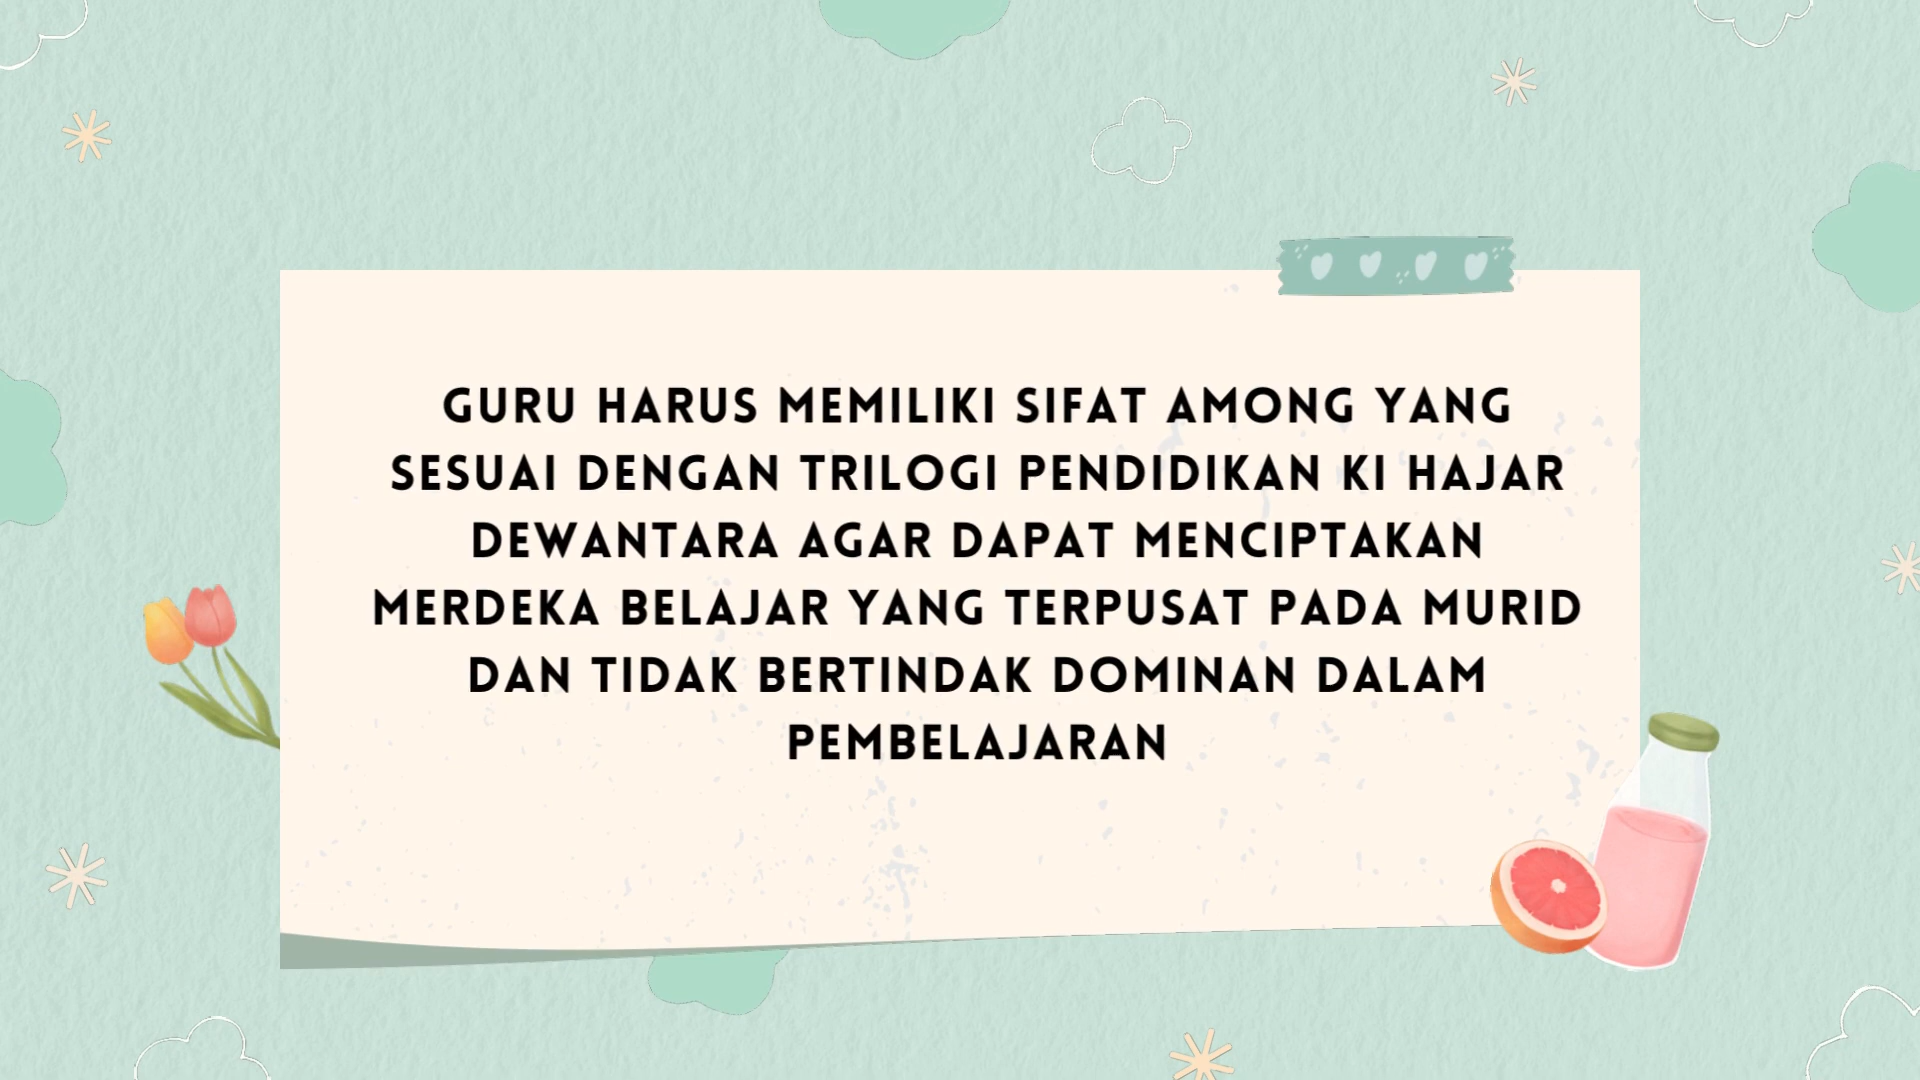 GURU HARUS MEMILIKI SIFAT AMONG YANG
SESUAI DENGAN TRILOGI PENDIDIKAN KI HAJAR
DEWANTARA AGAR DAPAT MENCIPTAKAN
MERDEKA BELAJAR YANG TERPUSAT PADA MURID
DAN TIDAK BERTINDAK DOMINAN DALAM
PEMBELAJARAN